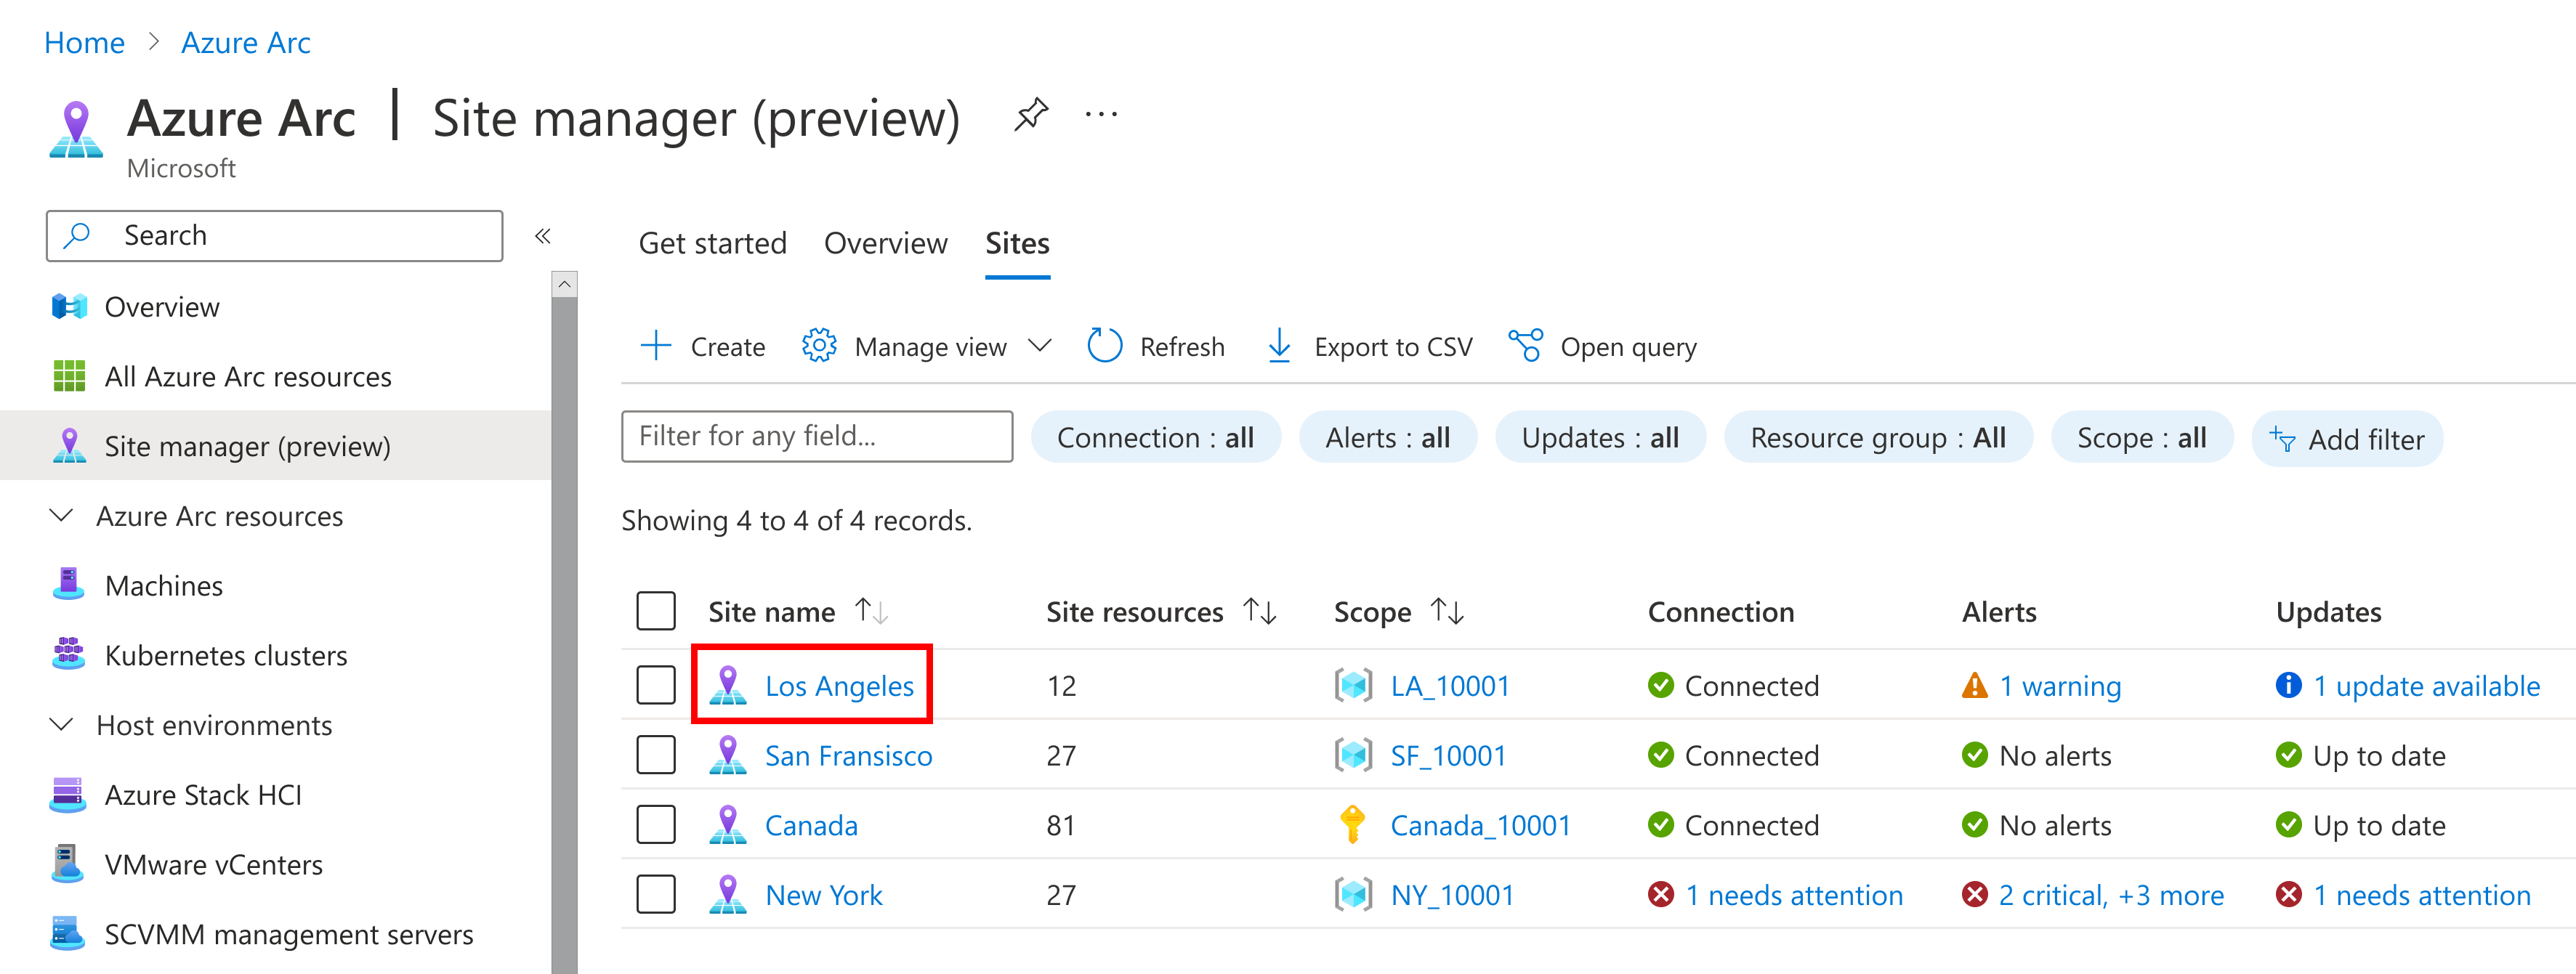 Home > Azure Arc
Azure Arc | Site manager (preview) ...
Microsoft
Search «
Overview
All Azure Arc resources
Site manager (preview)
Azure Arc resources
Machines
Kubernetes clusters
Host environments
Azure Stack HCI
VMware vCenters
SCVMM management servers
Get started Overview Sites
Create Manage view Refresh Export to CSV Open query
Filter for any field... Connection : all Alerts : all Updates : all Resource group : All Scope : all Add filter
Showing 4 to 4 of 4 records.
Site name ↑↓ Site resources ↑↓ Scope ↑↓ Connection Alerts Updates
Los Angeles 12 LA_10001 Connected 1 warning 1 update available
San Fransisco 27 SF_10001 Connected No alerts Up to date
Canada 81 Canada_10001 Connected No alerts Up to date
New York 27 NY_10001 1 needs attention 2 critical, +3 more 1 needs attention